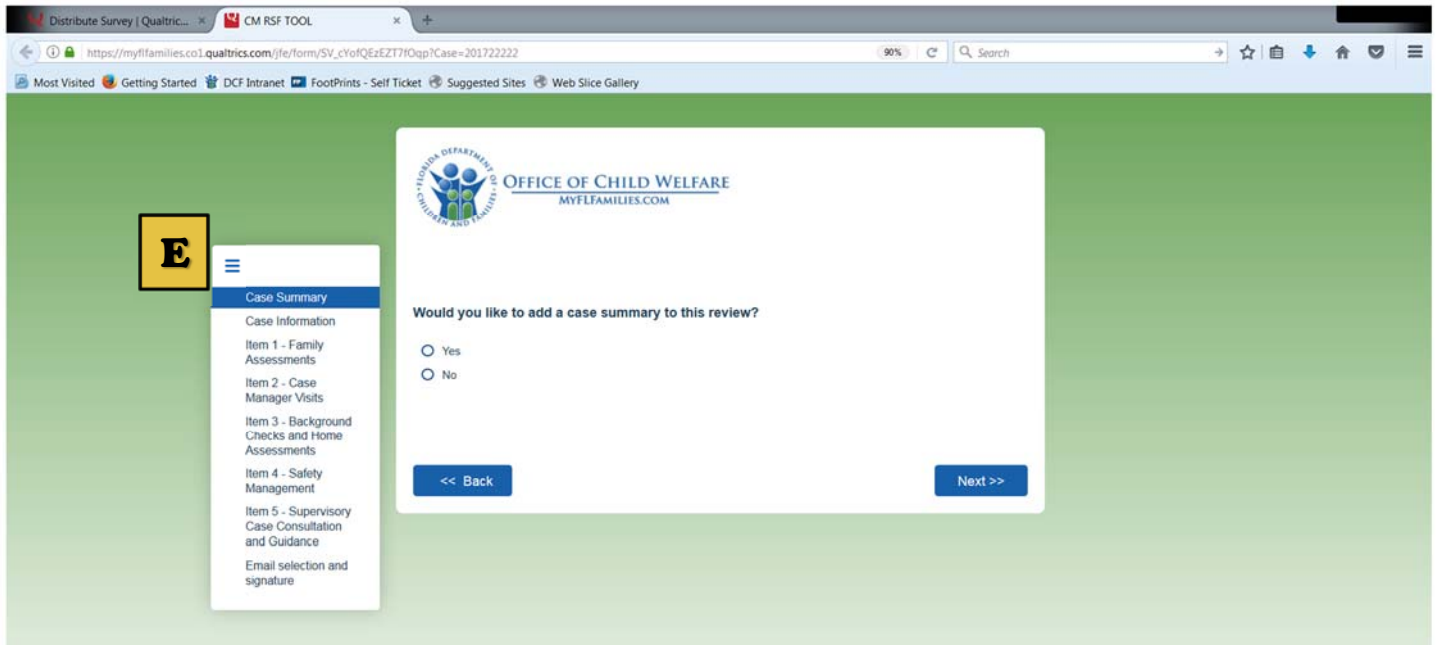 Distribute Survey | Qualtric... × CM RSF TOOL × +
https://myflfamilies.co1.qualtrics.com/jfe/form/SV_cYofQEzEZT7fOqp?Case=201722222 90% Search
Most Visited Getting Started DCF Intranet FootPrints - Self Ticket Suggested Sites Web Slice Gallery
FLORIDA DEPARTMENT OF CHILDREN AND FAMILIES
OFFICE OF CHILD WELFARE
MYFLFAMILIES.COM
E
Case Summary
Case Information
Item 1 - Family
Assessments
Item 2 - Case
Manager Visits
Item 3 - Background
Checks and Home
Assessments
Item 4 - Safety
Management
Item 5 - Supervisory
Case Consultation
and Guidance
Email selection and
signature
Would you like to add a case summary to this review?
Yes
No
<< Back
Next >>